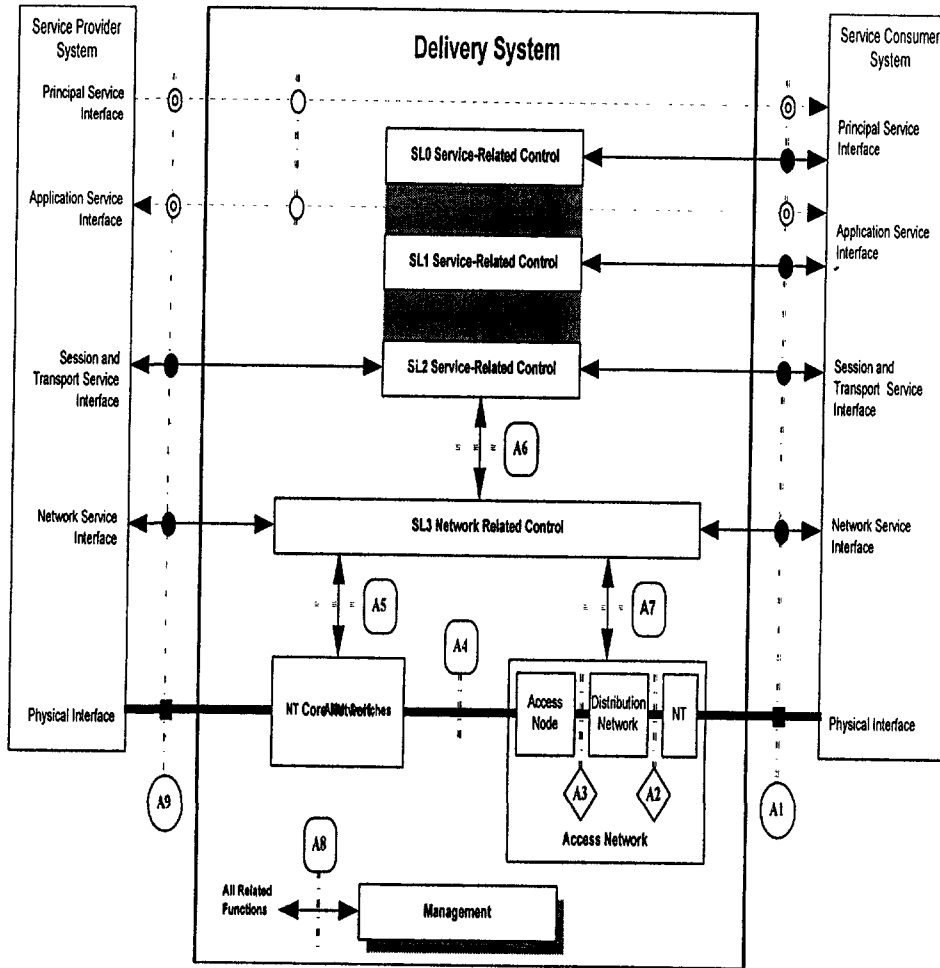 Service Provider
System
Delivery System
Service Consumer
System
Principal Service
Interface
Principal Service
Interface
SL0 Service-Related Control
Application Service
Interface
Application Service
Interface
SL1 Service-Related Control
Session and
Transport Service
Interface
SL2 Service-Related Control
Session and
Transport Service
Interface
A6
Network Service
Interface
SL3 Network Related Control
Network Service
Interface
A5
A7
A4
Physical Interface
NT Core
Access
Node
Distribution
Network
NT
Physical Interface
A9
A3
A2
A1
Access Network
A8
All Related
Functions
Management